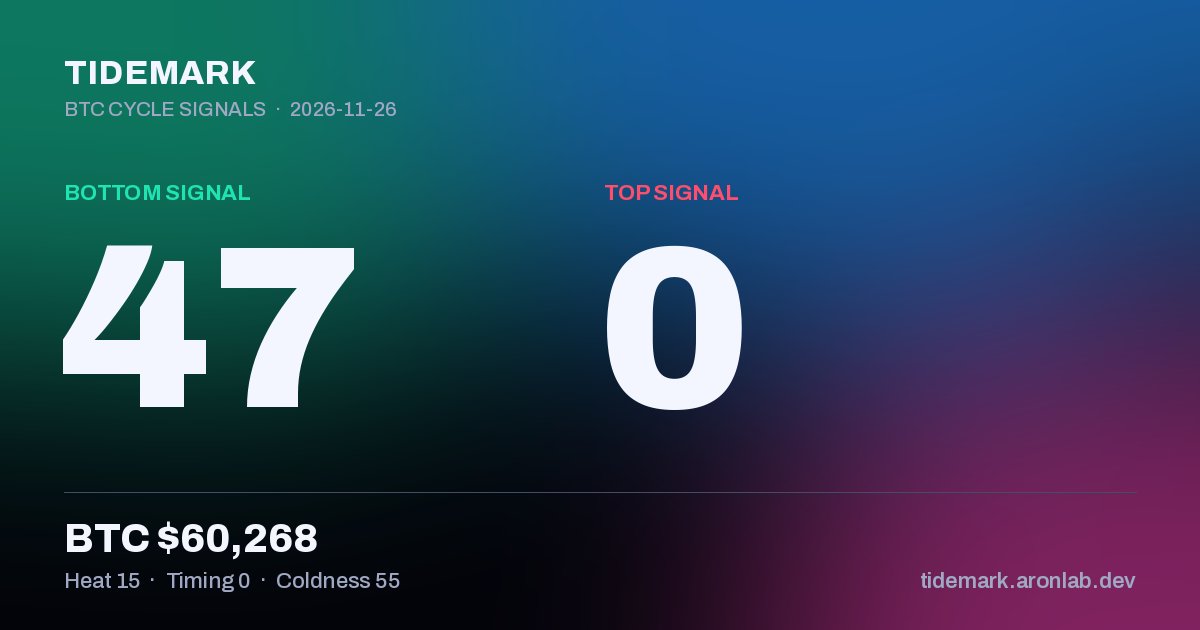 TIDEMARK
BTC CYCLE SIGNALS · 2026-11-26
BOTTOM SIGNAL
47
TOP SIGNAL
0
BTC $60,268
Heat 15 · Timing 0 · Coldness 55
tidemark.aronlab.dev